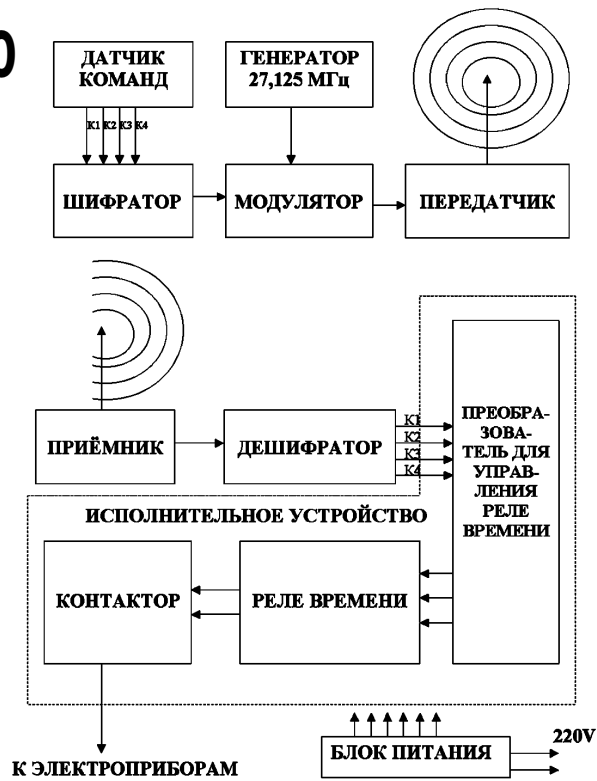 0
ДАТЧИК
КОМАНД
ГЕНЕРАТОР
27,125 МГц
К1 К2 К3 К4
ШИФРАТОР
МОДУЛЯТОР
ПЕРЕДАТЧИК
ПРИЁМНИК
ДЕШИФРАТОР
К1
К2
К3
К4
ПРЕОБРА-
ЗОВА-
ТЕЛЬ ДЛЯ
УПРАВ-
ЛЕНИЯ
РЕЛЕ
ВРЕМЕНИ
ИСПОЛНИТЕЛЬНОЕ УСТРОЙСТВО
КОНТАКТОР
РЕЛЕ ВРЕМЕНИ
К ЭЛЕКТРОПРИБОРАМ
БЛОК ПИТАНИЯ
220V